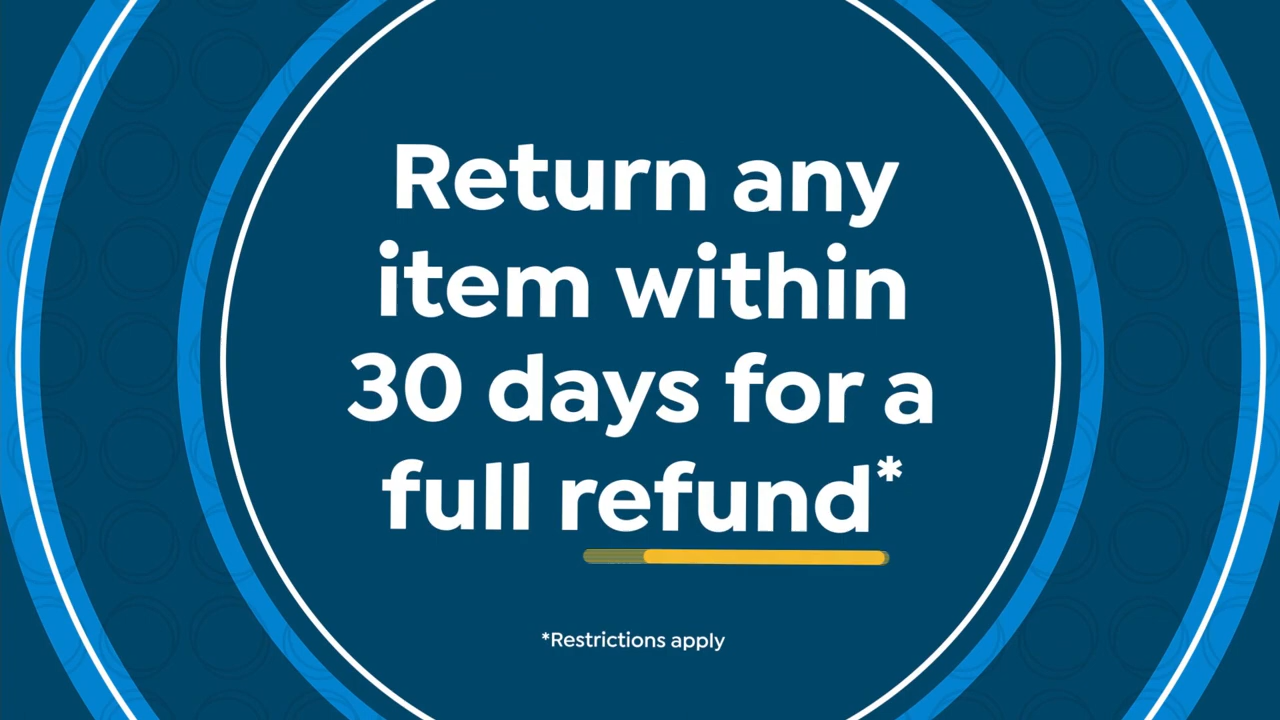 Return any
item within
30 days for a
full refund*
*Restrictions apply